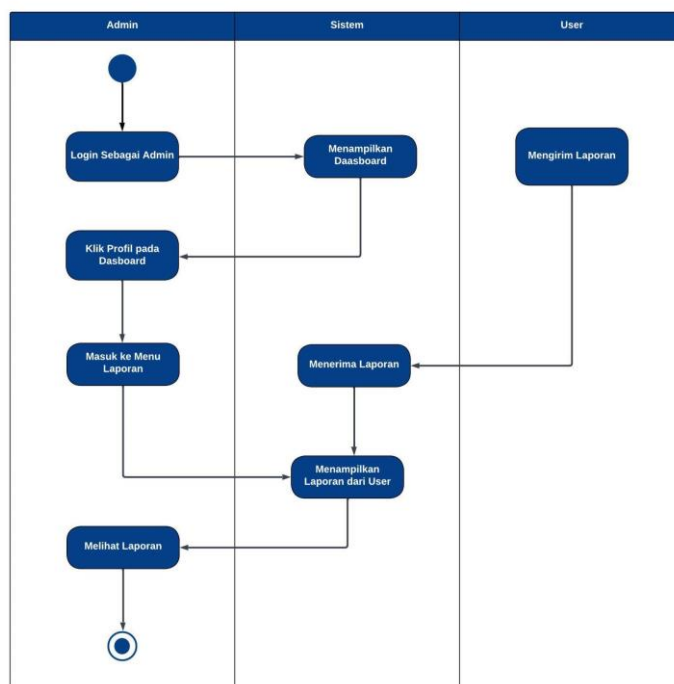 Admin
Sistem
User
Login Sebagai Admin
Menampilkan
Daasboard
Mengirim Laporan
Klik Profil pada
Dasboard
Masuk ke Menu
Laporan
Menerima Laporan
Menampilkan
Laporan dari User
Melihat Laporan